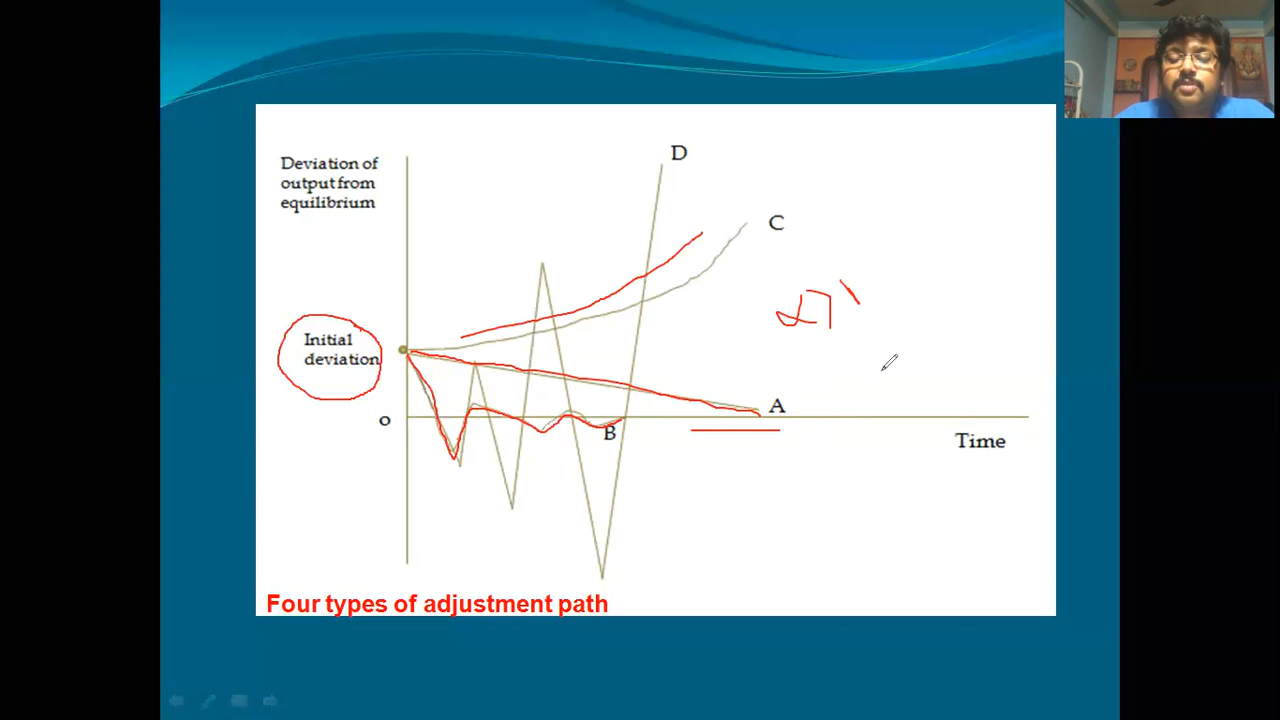 D
Deviation of
output from
equilibrium
C
Initial
deviation
A
o
B
Time
Four types of adjustment path